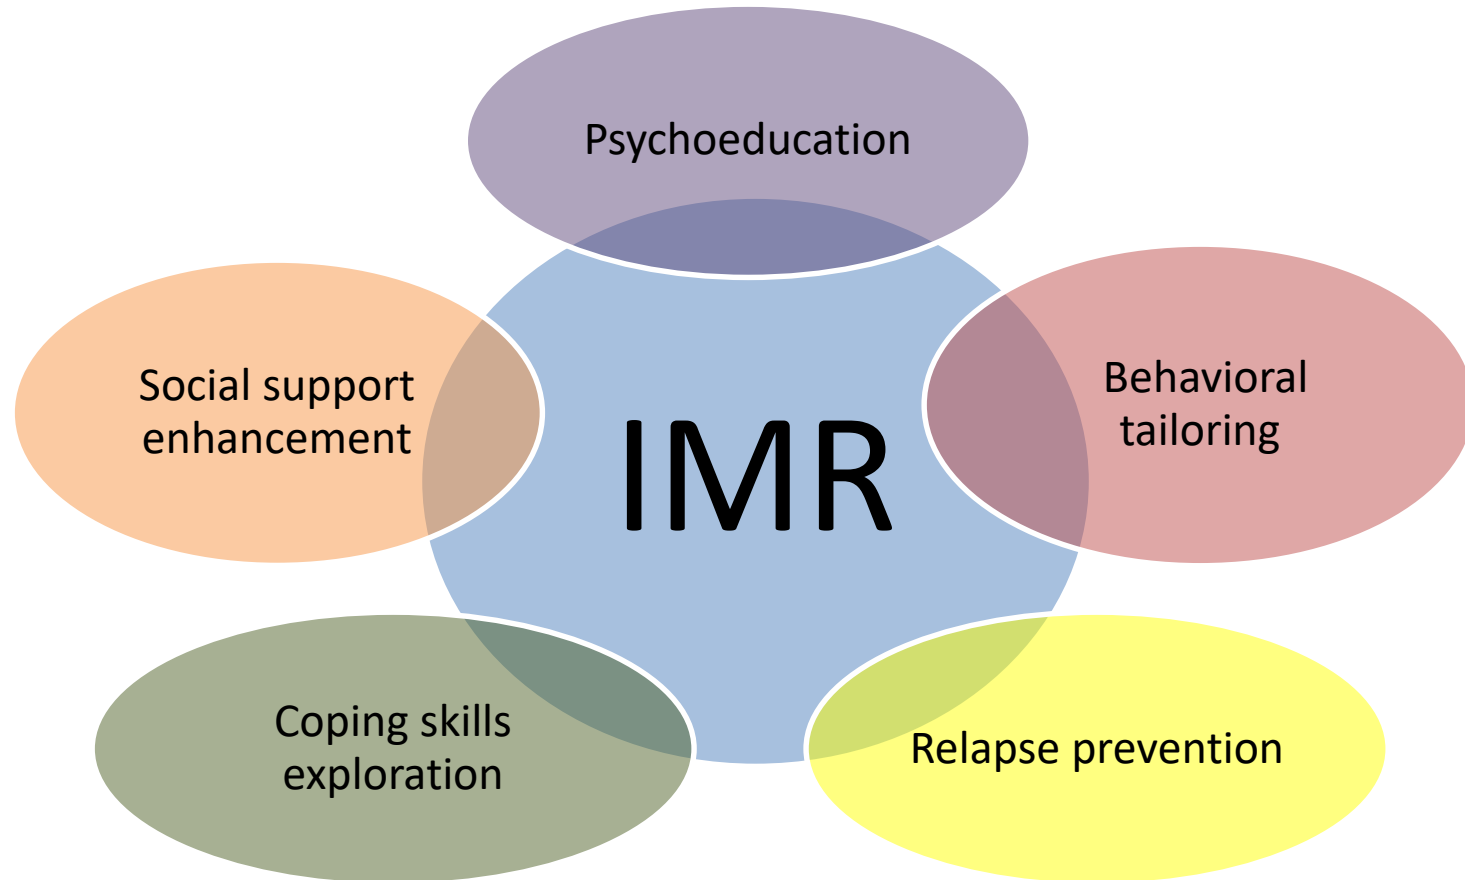 Psychoeducation
Social support
enhancement
IMR
Behavioral
tailoring
Coping skills
exploration
Relapse prevention